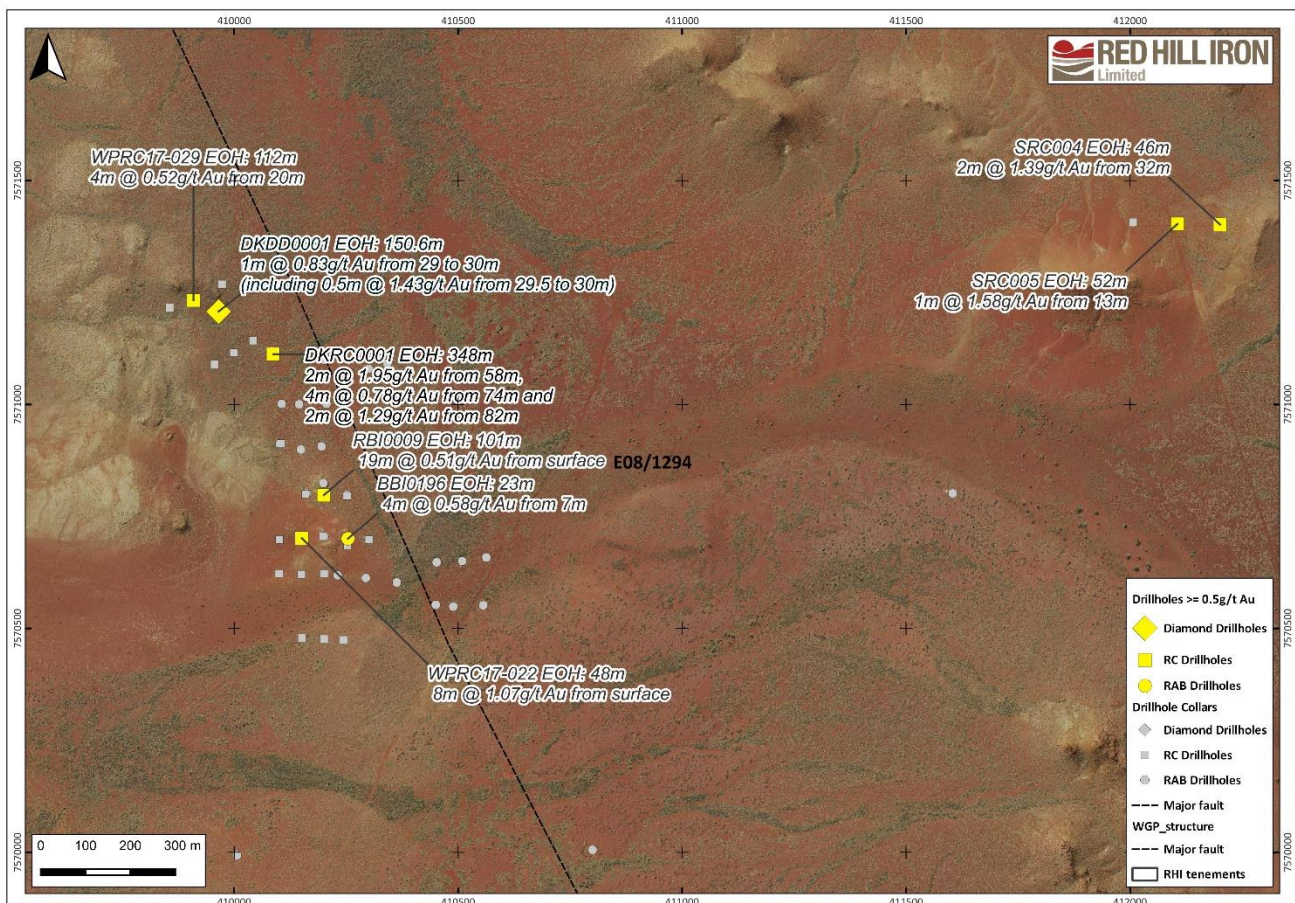 410000
410500
411000
411500
412000
RED HILL IRON
Limited
WPRC17-029 EOH: 112m
4m @ 0.52g/t Au from 20m
SRC004 EOH: 46m
2m @ 1.39g/t Au from 32m
7571500
7571500
DKDD0001 EOH: 150.6m
1m @ 0.83g/t Au from 29 to 30m
(including 0.5m @ 1.43g/t Au from 29.5 to 30m)
SRC005 EOH: 52m
1m @ 1.58g/t Au from 13m
DKRC0001 EOH: 348m
2m @ 1.95g/t Au from 58m,
4m @ 0.78g/t Au from 74m and
2m @ 1.29g/t Au from 82m
7571000
7571000
RBI0009 EOH: 101m
19m @ 0.51g/t Au from surface
E08/1294
BBI0196 EOH: 23m
4m @ 0.58g/t Au from 7m
7570500
7570500
WPRC17-022 EOH: 48m
8m @ 1.07g/t Au from surface
Drillholes >= 0.5g/t Au
Diamond Drillholes
RC Drillholes
RAB Drillholes
Drillhole Collars
Diamond Drillholes
RC Drillholes
RAB Drillholes
Major fault
WGP_structure
Major fault
RHI tenements
0 100 200 300 m
7570000
7570000
410000
410500
411000
411500
412000